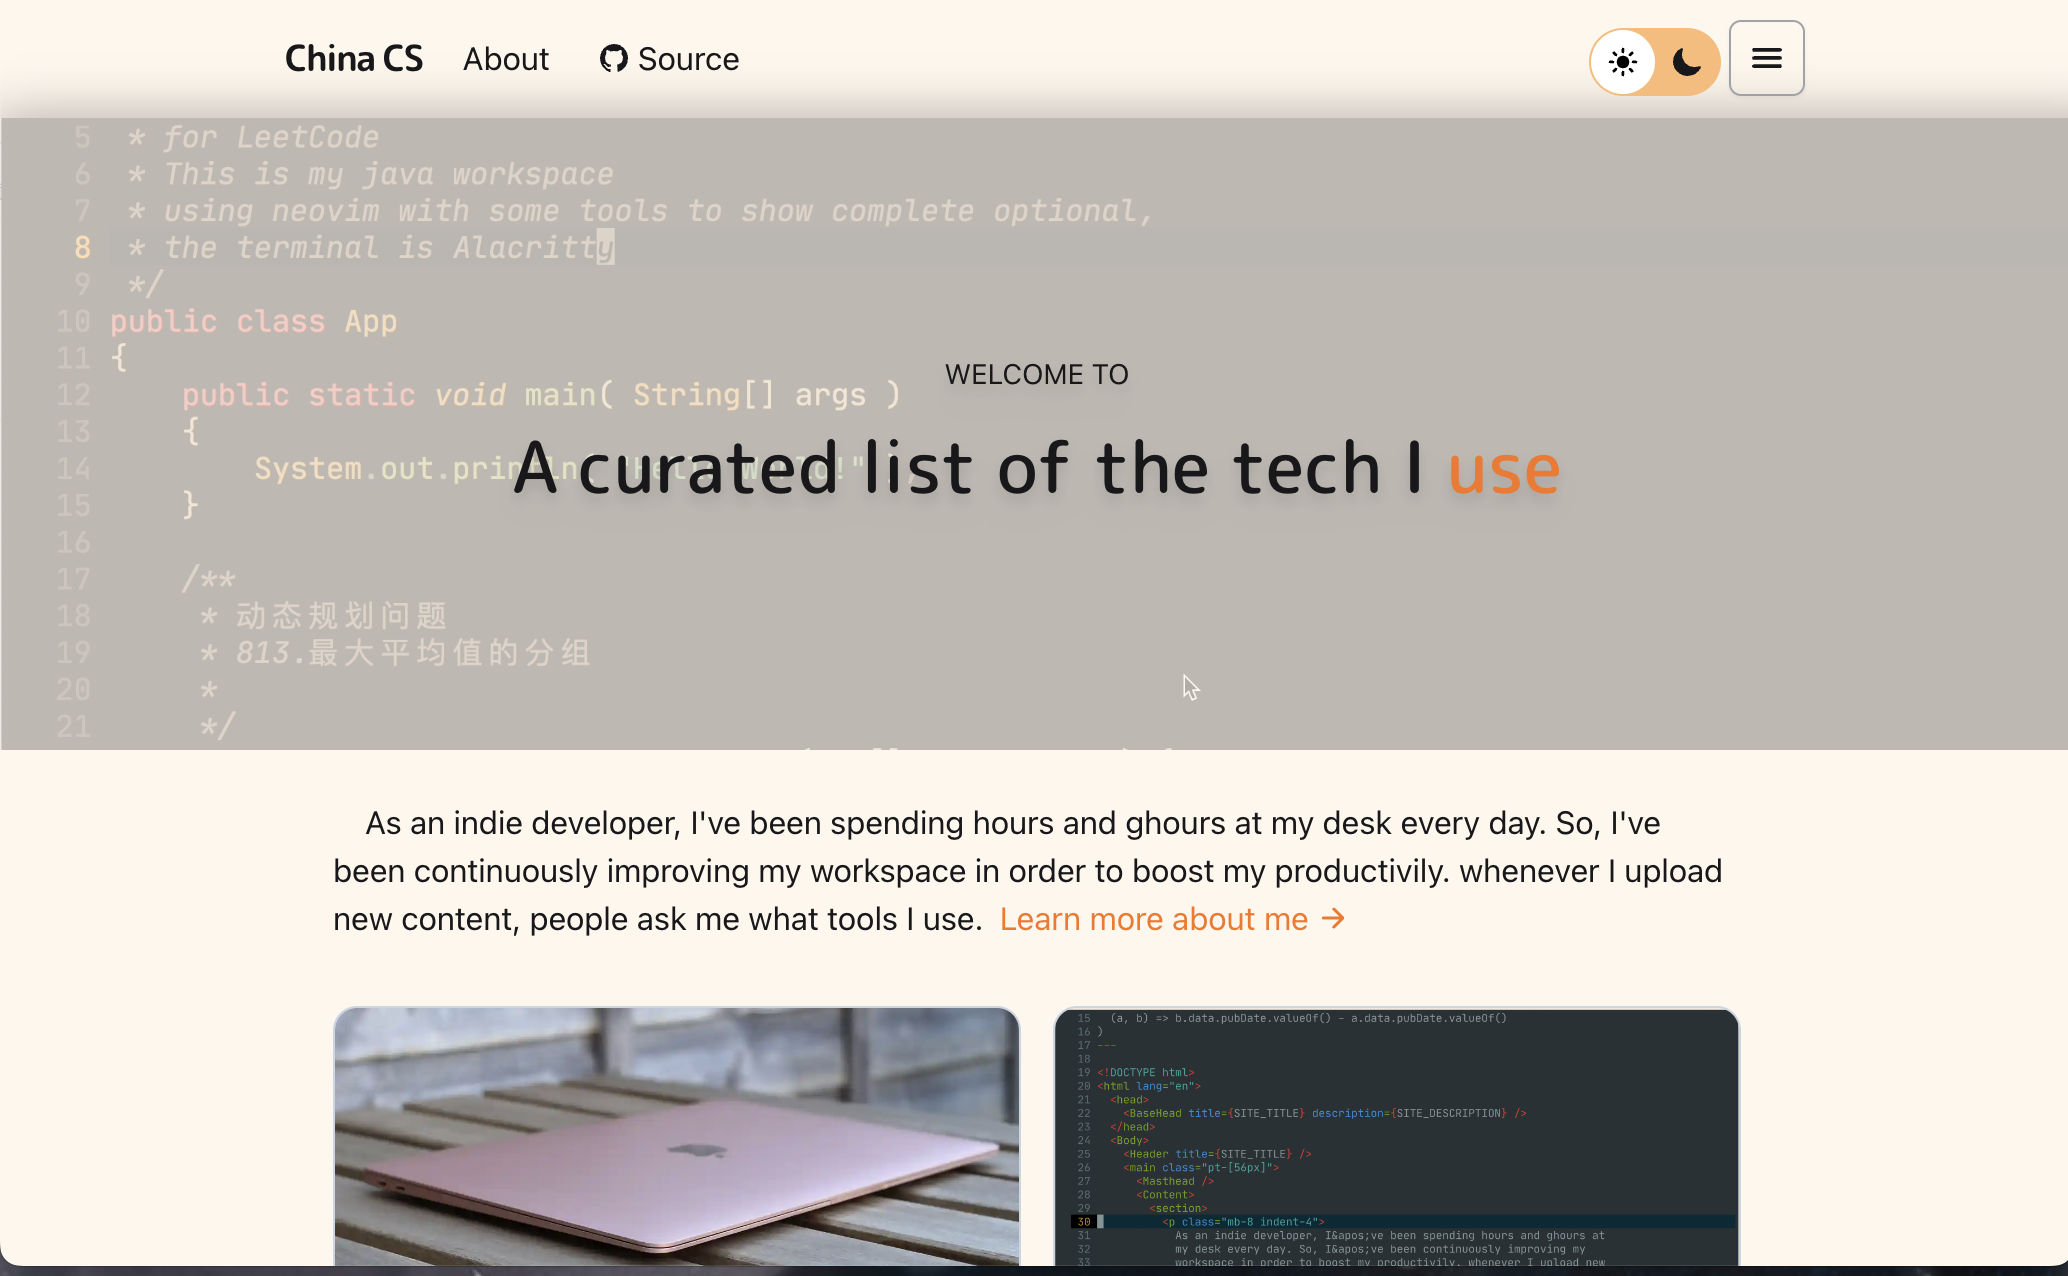 China CS About Source
5 * for LeetCode
6 * This is my java workspace
7 * using neovim with some tools to show complete optional,
8 * the terminal is Alacritty
9 */
10 public class App
11 {
12 public static void main( String[] args )
13 {
14 System.out.println(
15 }
16
17 /**
18 * 动态规划问题
19 * 813.最大平均值的分组
20 *
21 */
WELCOME TO
A curated list of the tech I use
As an indie developer, I've been spending hours and ghours at my desk every day. So, I've
been continuously improving my workspace in order to boost my productivily. whenever I upload
new content, people ask me what tools I use. Learn more about me →
15 (a, b) => b.data.pubDate.valueOf() - a.data.pubDate.valueOf()
16 )
17 ---
18
19 <!DOCTYPE html>
20 <html lang="en">
21 <head>
22 <BaseHead title={SITE_TITLE} description={SITE_DESCRIPTION} />
23 </head>
24 <Body>
25 <Header title={SITE_TITLE} />
26 <main class="pt-[56px]">
27 <Masthead />
28 <Content>
29 <section>
30 <p class="mb-8 indent-4">
31 As an indie developer, I&apos;ve been spending hours and ghours at
32 my desk every day. So, I&apos;ve been continuously improving my
33 workspace in order to boost my productivily. whenever I upload new